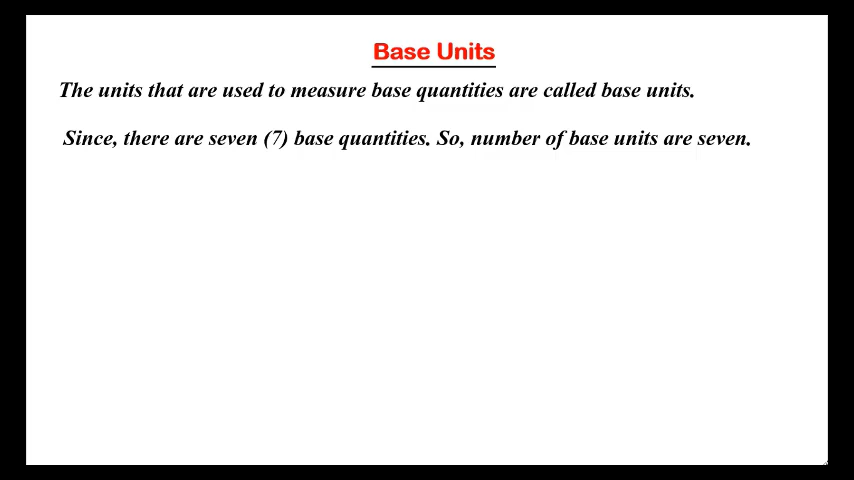 Base Units
The units that are used to measure base quantities are called base units.
Since, there are seven (7) base quantities. So, number of base units are seven.